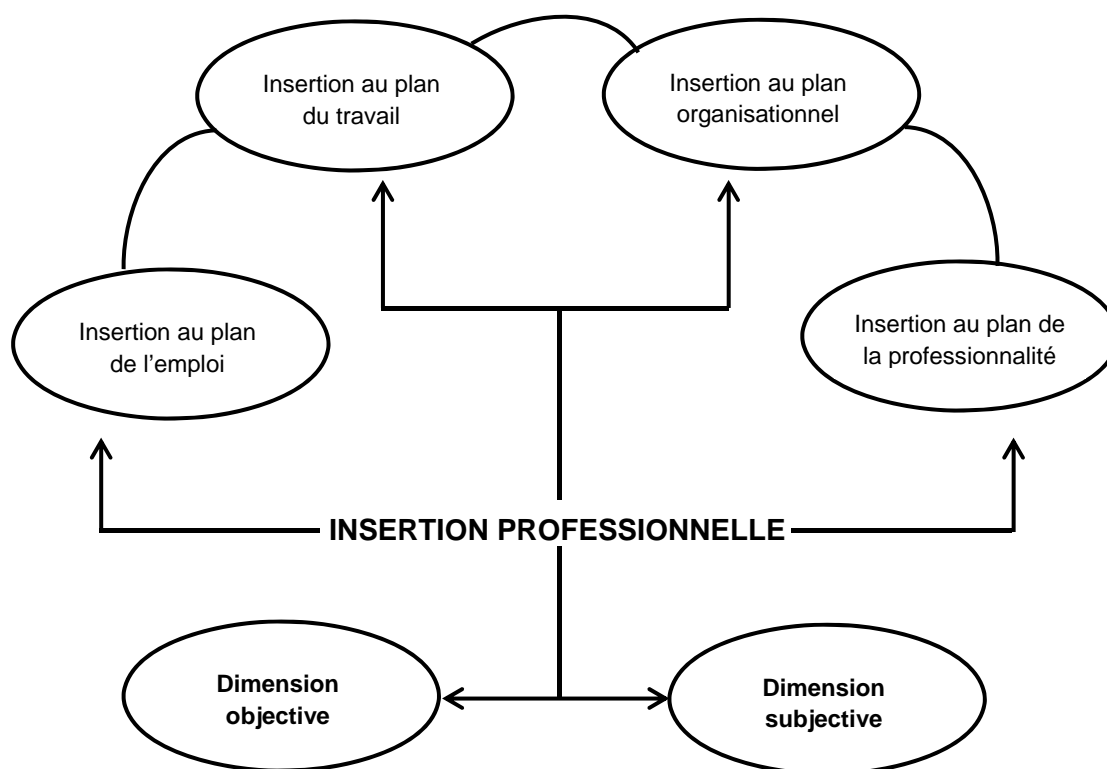 Insertion au plan
du travail
Insertion au plan
organisationnel
Insertion au plan
de l’emploi
Insertion au plan de
la professionnalité
INSERTION PROFESSIONNELLE
Dimension
objective
Dimension
subjective